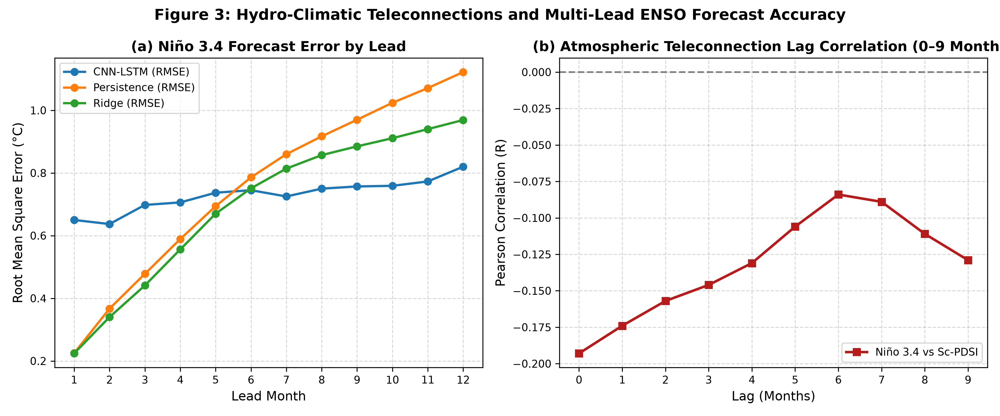 Figure 3: Hydro-Climatic Teleconnections and Multi-Lead ENSO Forecast Accuracy
(a) Niño 3.4 Forecast Error by Lead
CNN-LSTM (RMSE)
Persistence (RMSE)
Ridge (RMSE)
Root Mean Square Error (°C)
1.0
0.8
0.6
0.4
0.2
1 2 3 4 5 6 7 8 9 10 11 12
Lead Month
(b) Atmospheric Teleconnection Lag Correlation (0–9 Month
Pearson Correlation (R)
0.000
−0.025
−0.050
−0.075
−0.100
−0.125
−0.150
−0.175
−0.200
Niño 3.4 vs Sc-PDSI
0 1 2 3 4 5 6 7 8 9
Lag (Months)